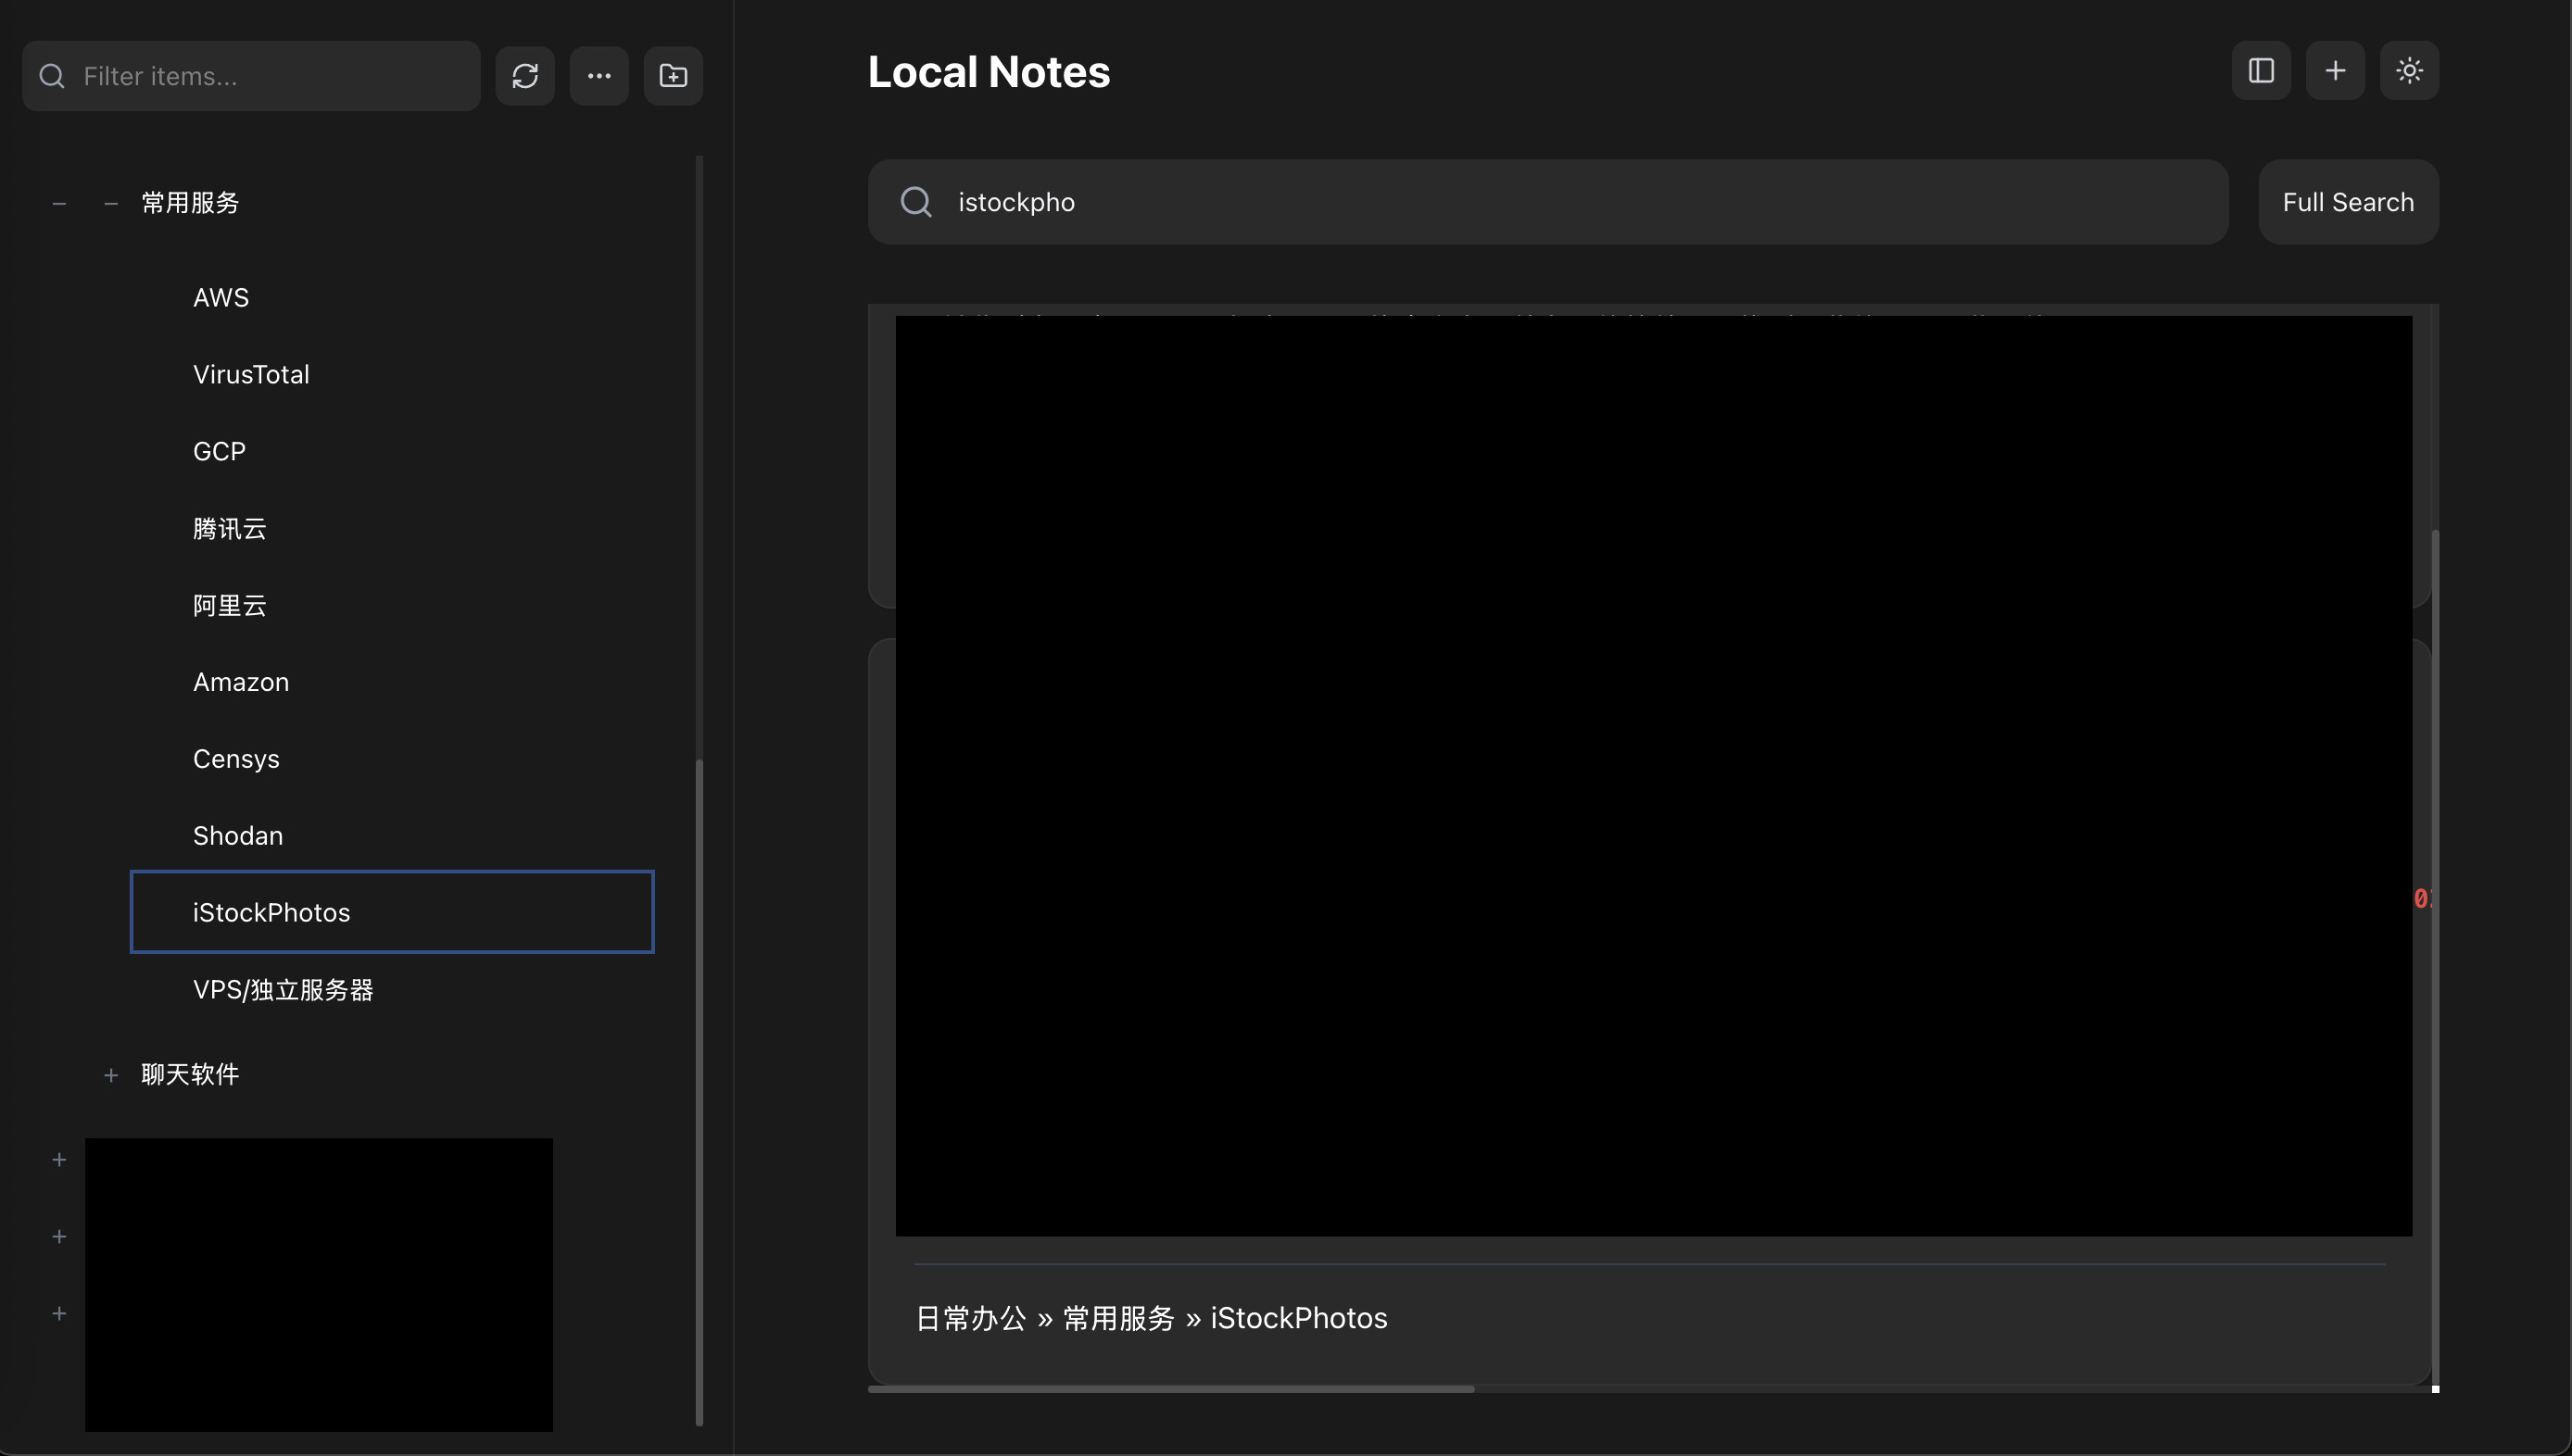 Filter items...
常用服务
AWS
VirusTotal
GCP
腾讯云
阿里云
Amazon
Censys
Shodan
iStockPhotos
VPS/独立服务器
聊天软件
Local Notes
istockpho
Full Search
日常办公 » 常用服务 » iStockPhotos